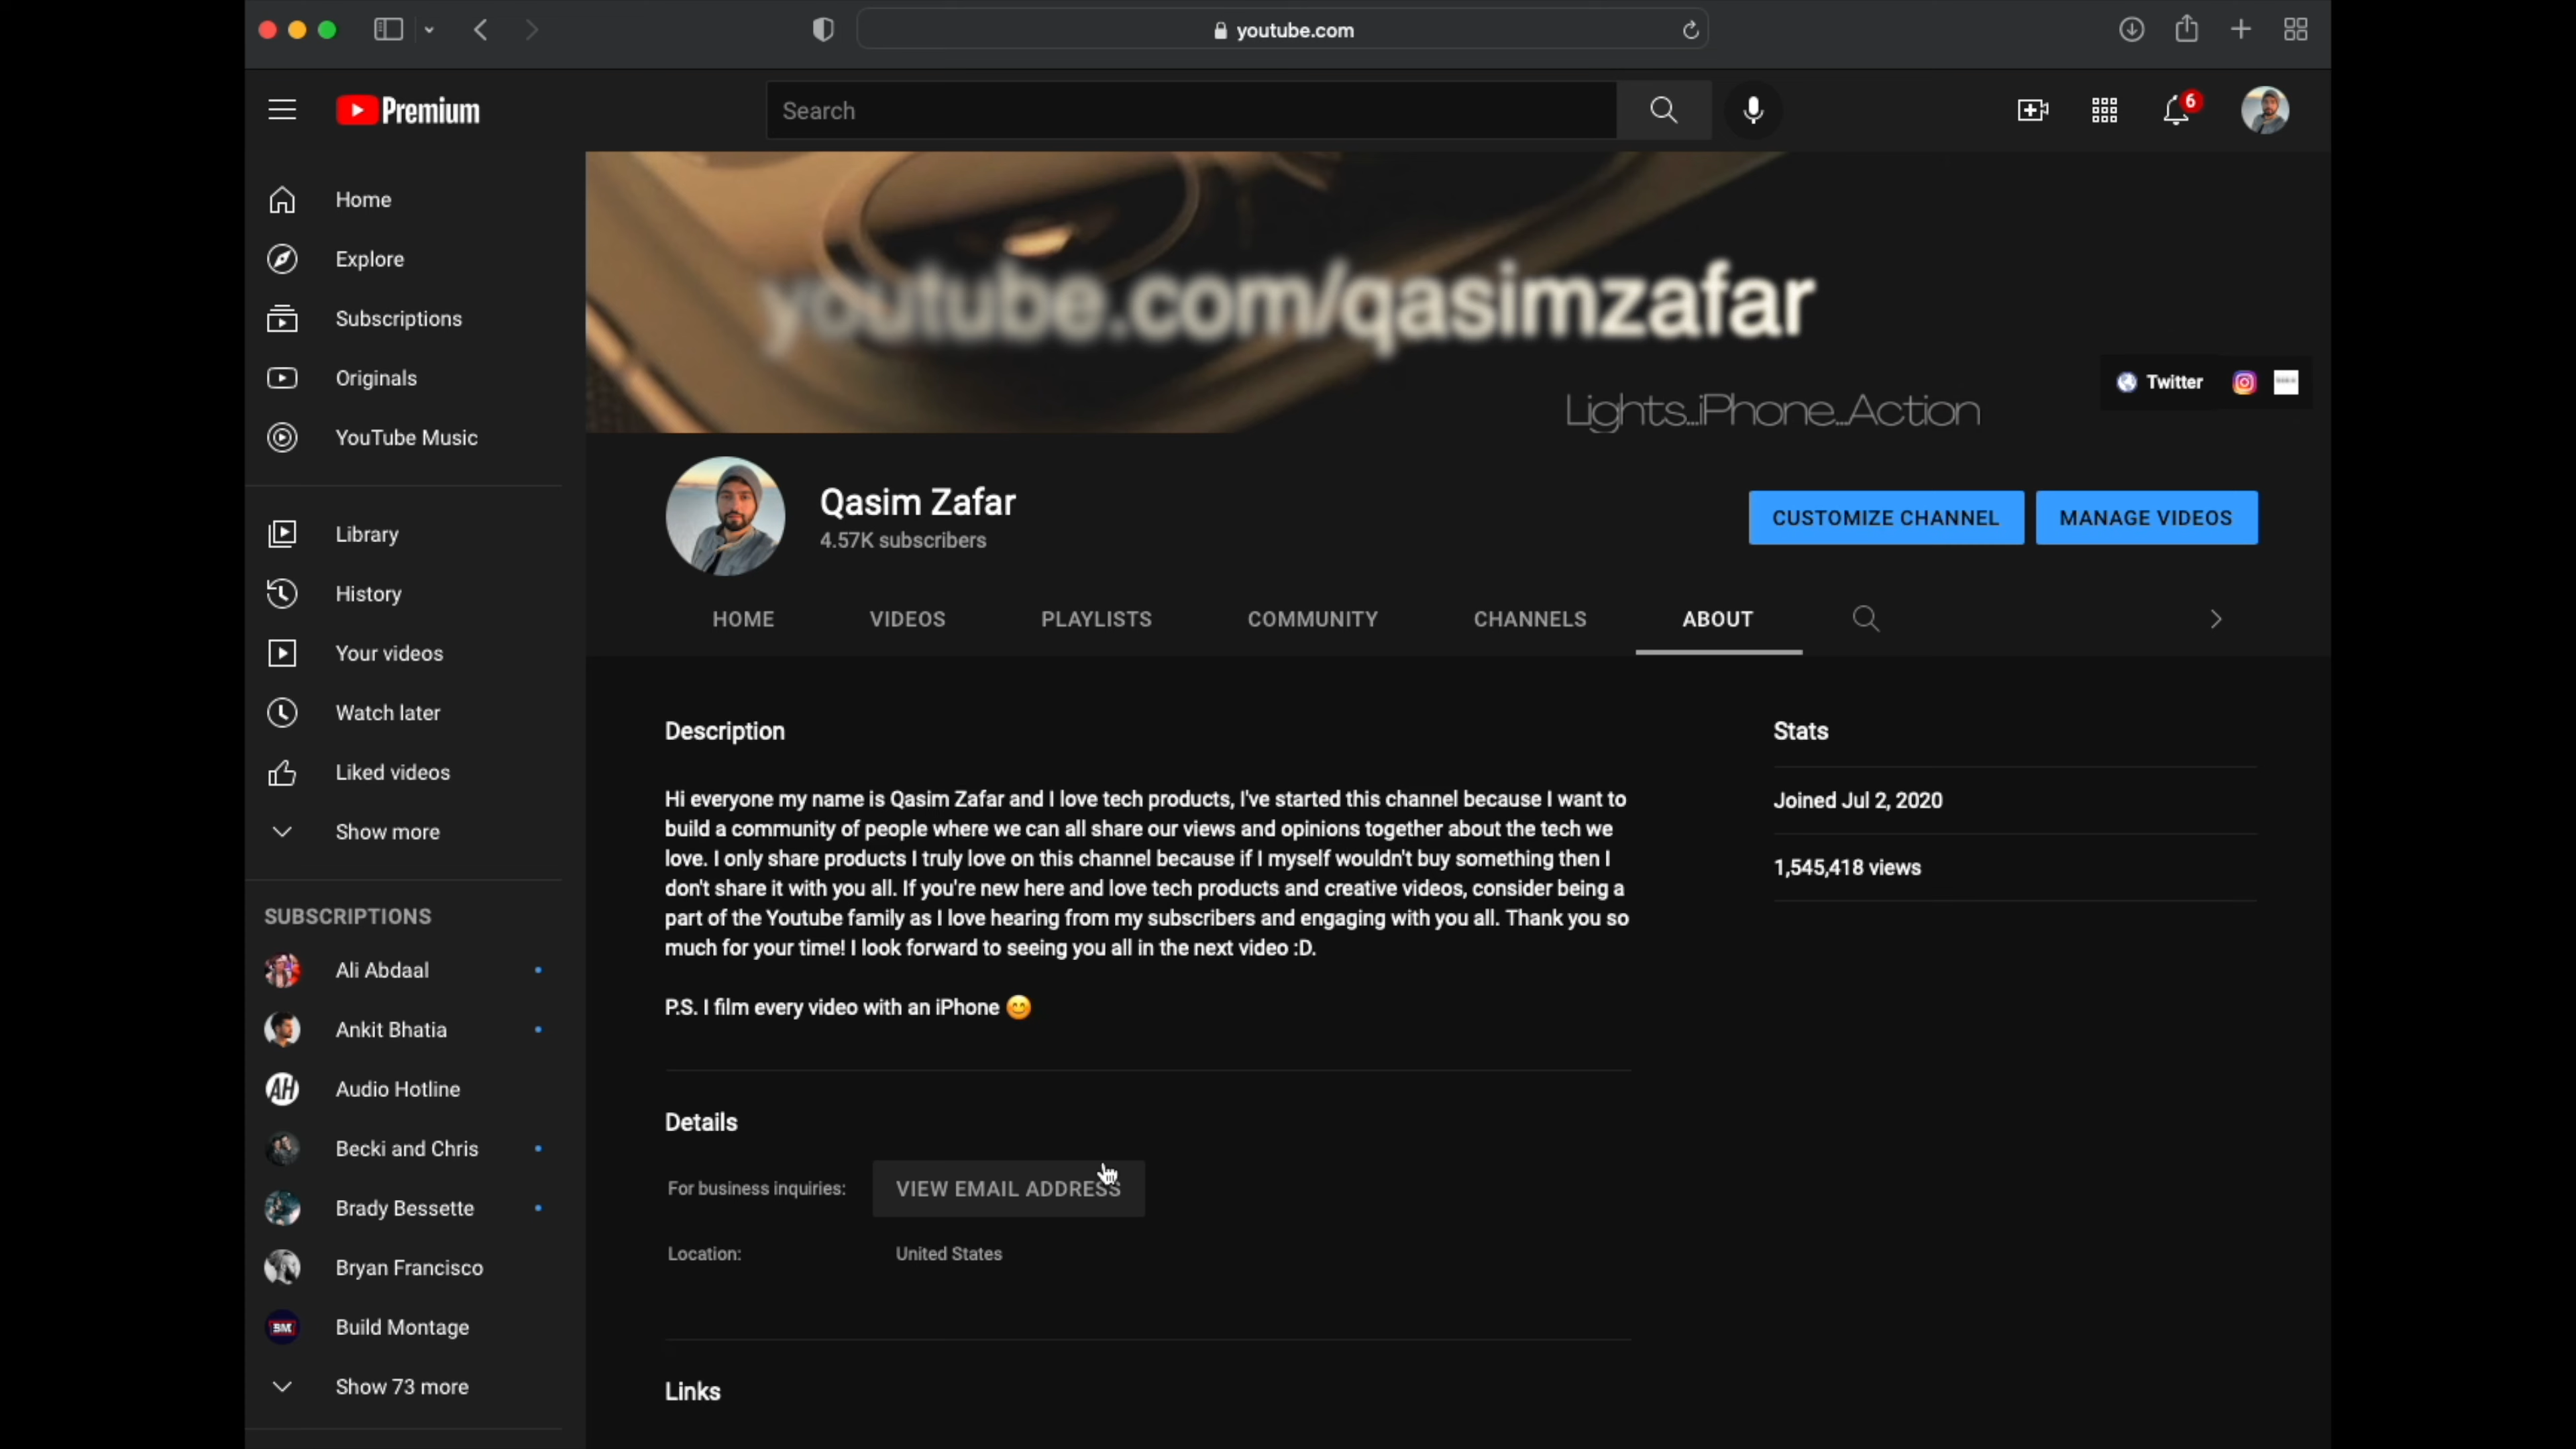 youtube.com
Premium
Search
6
Home
Explore
Subscriptions
Originals
YouTube Music
Library
History
Your videos
Watch later
Liked videos
Show more
SUBSCRIPTIONS
Ali Abdaal
Ankit Bhatia
AH
Audio Hotline
Becki and Chris
Brady Bessette
Bryan Francisco
BM
Build Montage
Show 73 more
youtube.com/qasimzafar
Lights...iPhone...Action
Twitter
Qasim Zafar
4.57K subscribers
CUSTOMIZE CHANNEL
MANAGE VIDEOS
HOME
VIDEOS
PLAYLISTS
COMMUNITY
CHANNELS
ABOUT
Description
Hi everyone my name is Qasim Zafar and I love tech products, I've started this channel because I want to
build a community of people where we can all share our views and opinions together about the tech we
love. I only share products I truly love on this channel because if I myself wouldn't buy something then I
don't share it with you all. If you're new here and love tech products and creative videos, consider being a
part of the Youtube family as I love hearing from my subscribers and engaging with you all. Thank you so
much for your time! I look forward to seeing you all in the next video :D.
P.S. I film every video with an iPhone 😊
Details
For business inquiries:
VIEW EMAIL ADDRESS
Location:
United States
Links
Stats
Joined Jul 2, 2020
1,545,418 views